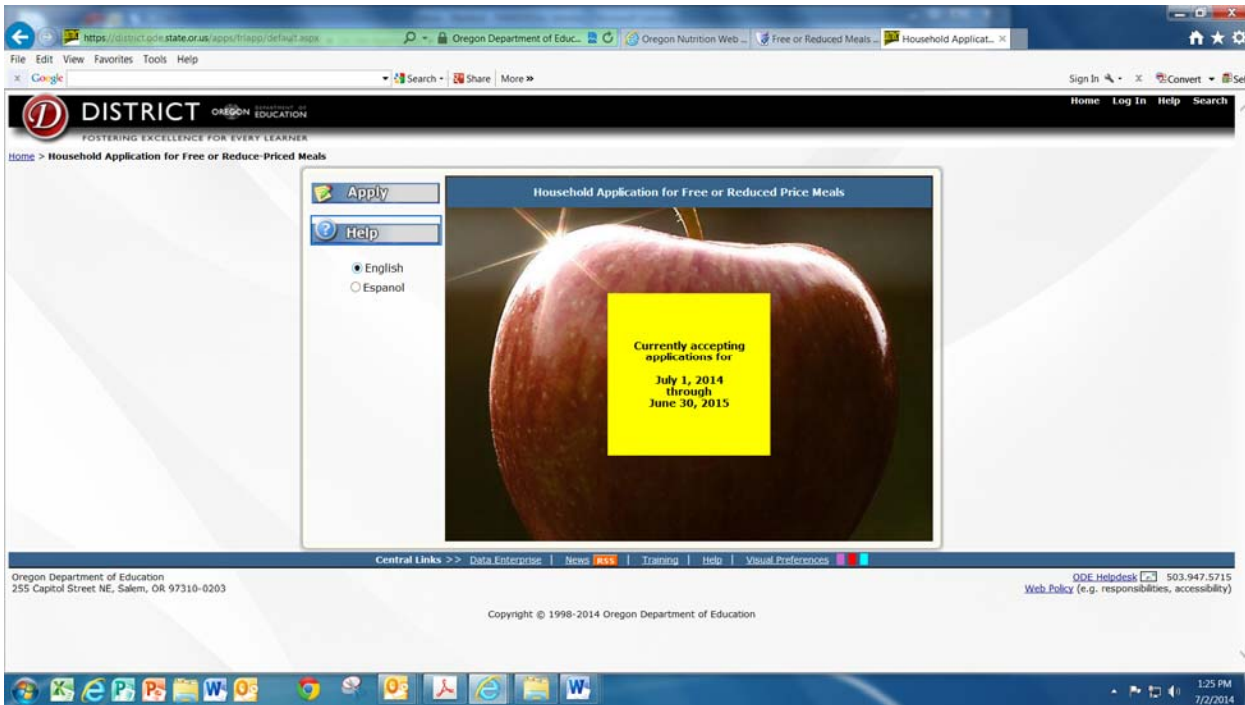 https://district.ode.state.or.us/apps/frlapp/default.aspx
Oregon Department of Educ...
Oregon Nutrition Web ...
Free or Reduced Meals ...
Household Applicat...
File Edit View Favorites Tools Help
x Google
Search
Share
More »
Sign In
Convert
Sel
DISTRICT OREGON DEPARTMENT OF EDUCATION
FOSTERING EXCELLENCE FOR EVERY LEARNER
Home Log In Help Search
Home > Household Application for Free or Reduce-Priced Meals
Apply
Help
English
Espanol
Household Application for Free or Reduced Price Meals
Currently accepting
applications for
July 1, 2014
through
June 30, 2015
Central Links >> Data Enterprise | News RSS | Training | Help | Visual Preferences
Oregon Department of Education
255 Capitol Street NE, Salem, OR 97310-0203
ODE Helpdesk 503.947.5715
Web Policy (e.g. responsibilities, accessibility)
Copyright © 1998-2014 Oregon Department of Education
1:25 PM
7/2/2014